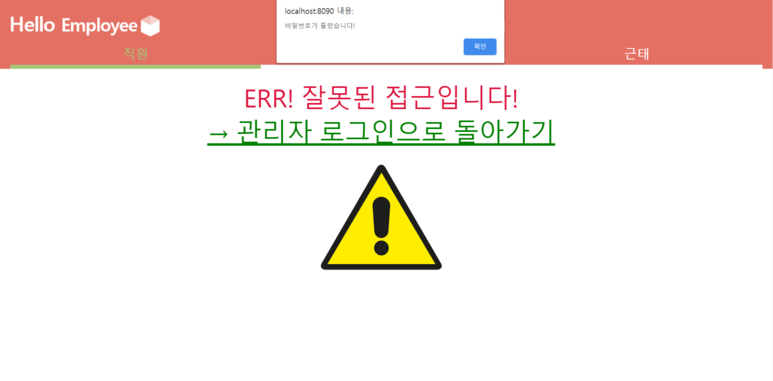 Hello Employee
localhost:8090 내용:
비밀번호가 틀렸습니다!
확인
직원
근태
ERR! 잘못된 접근입니다!
→ 관리자 로그인으로 돌아가기